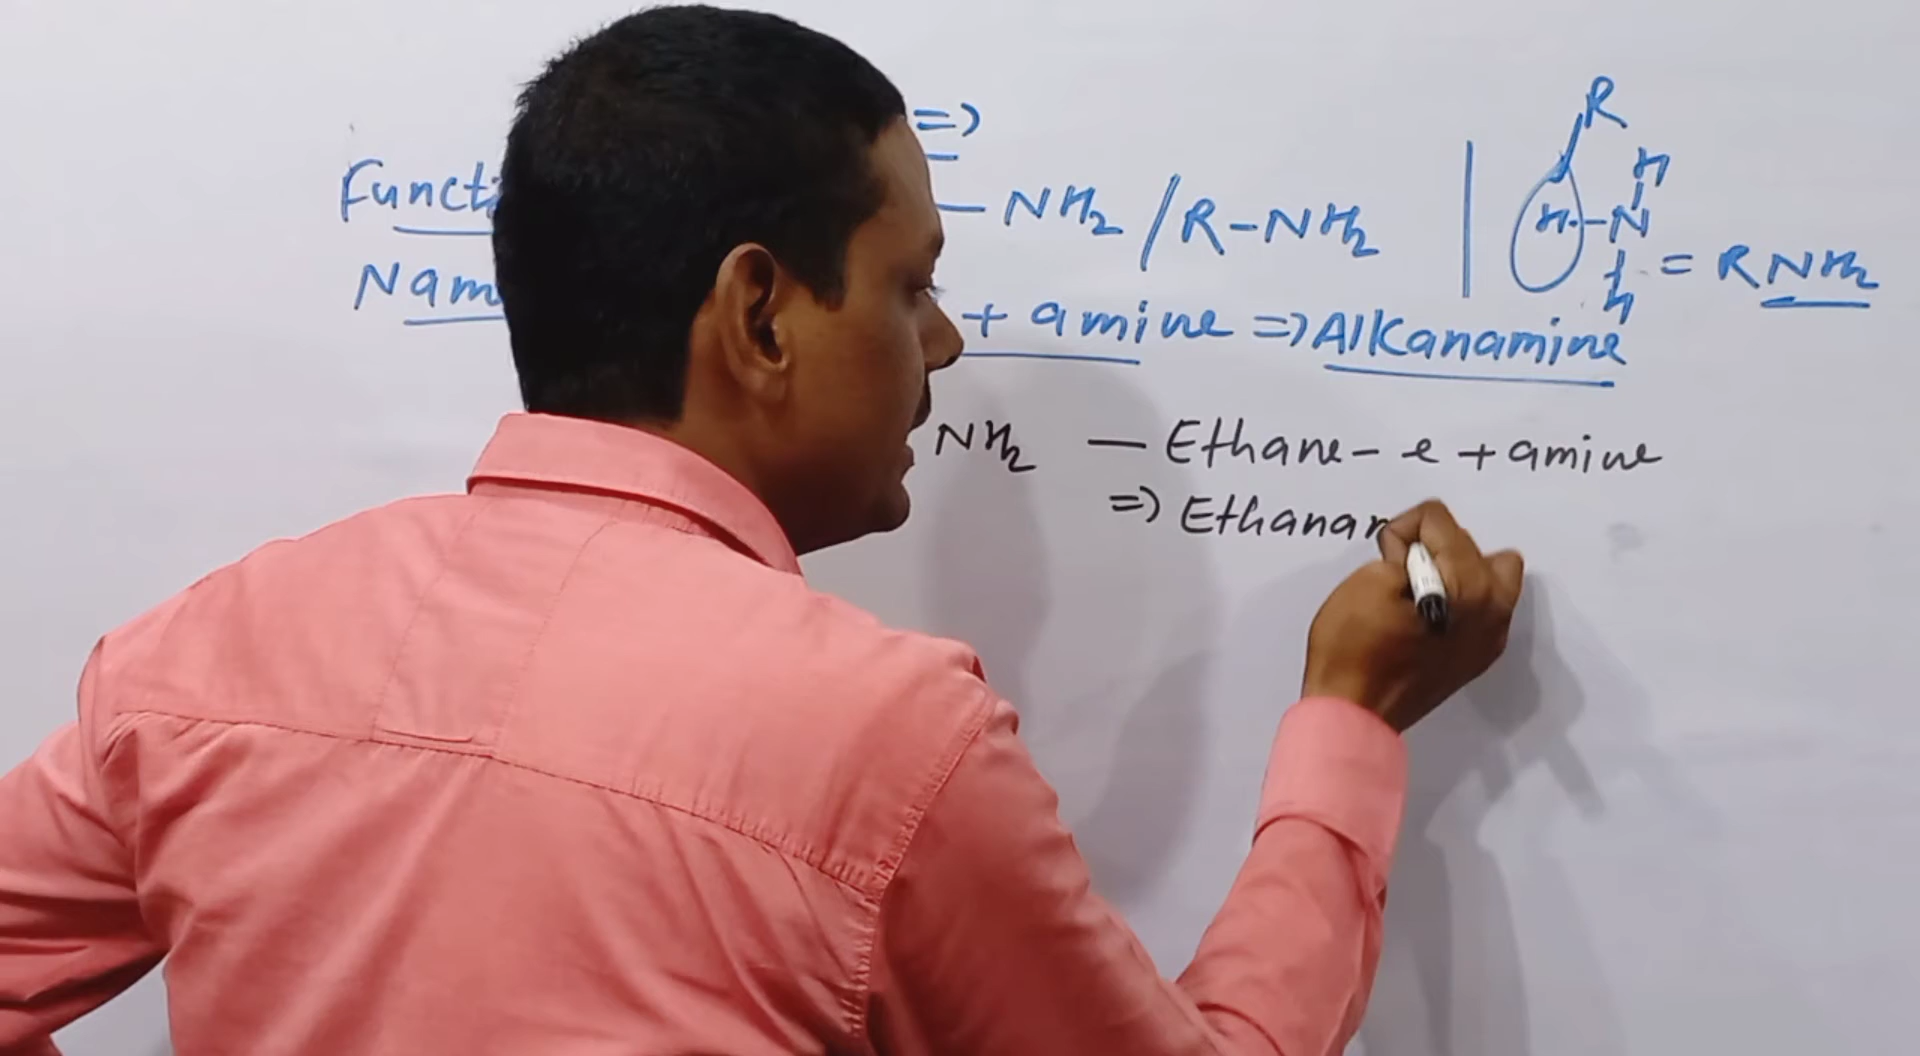 =>
Functi – NH2 / R-NH2
Nam + amine => Alkanamine
R
H
H-N
H
= RNH2
NH2 – Ethane - e + amine
=> Ethanam